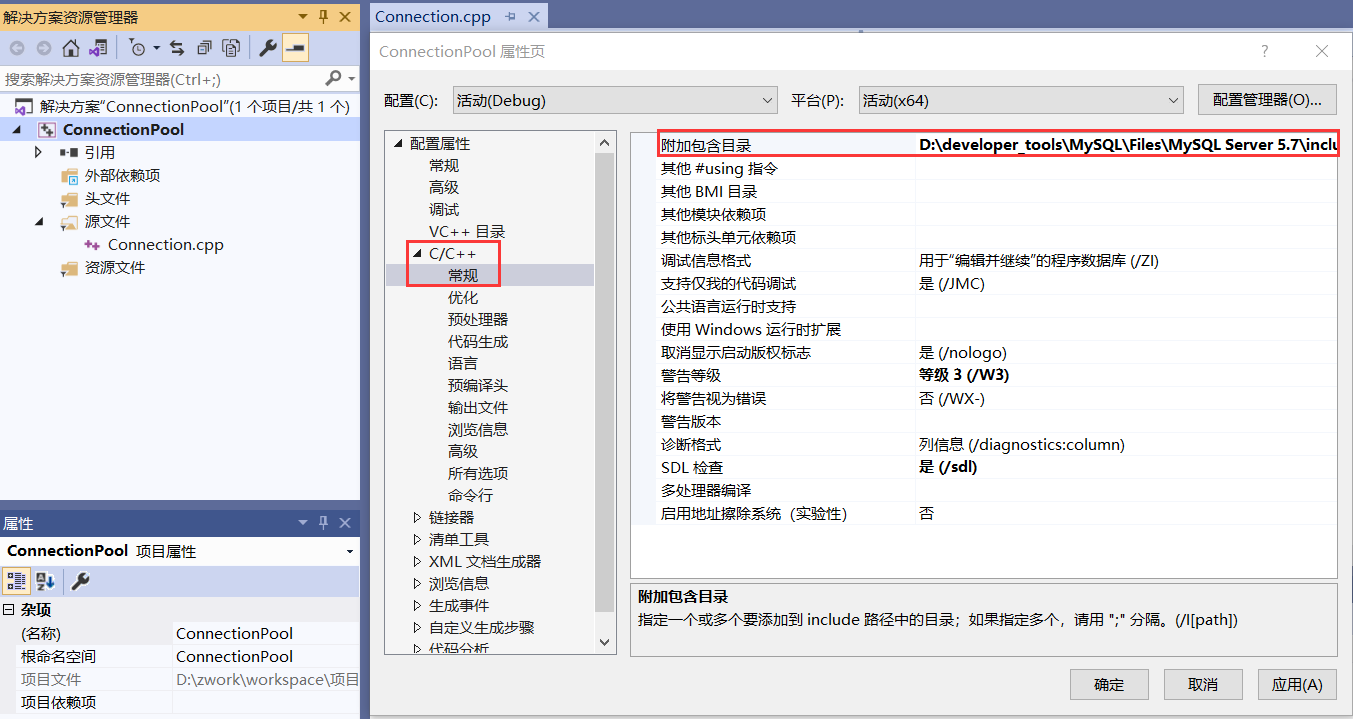 解决方案资源管理器
搜索解决方案资源管理器(Ctrl+;)
解决方案"ConnectionPool"(1 个项目/共 1 个)
ConnectionPool
引用
外部依赖项
头文件
源文件
Connection.cpp
资源文件
属性
ConnectionPool 项目属性
杂项
(名称) ConnectionPool
根命名空间 ConnectionPool
项目文件 D:\zwork\workspace\项目
项目依赖项
Connection.cpp
ConnectionPool 属性页
配置(C): 活动(Debug) 平台(P): 活动(x64) 配置管理器(O)...
配置属性
常规
高级
调试
VC++ 目录
C/C++
常规
优化
预处理器
代码生成
语言
预编译头
输出文件
浏览信息
高级
所有选项
命令行
链接器
清单工具
XML 文档生成器
浏览信息
生成事件
自定义生成步骤
代码分析
附加包含目录 D:\developer_tools\MySQL\Files\MySQL Server 5.7\inclu
其他 #using 指令
其他 BMI 目录
其他模块依赖项
其他标头单元依赖项
调试信息格式 用于"编辑并继续"的程序数据库 (/ZI)
支持仅我的代码调试 是 (/JMC)
公共语言运行时支持
使用 Windows 运行时扩展
取消显示启动版权标志 是 (/nologo)
警告等级 等级 3 (/W3)
将警告视为错误 否 (/WX-)
警告版本
诊断格式 列信息 (/diagnostics:column)
SDL 检查 是 (/sdl)
多处理器编译
启用地址擦除系统（实验性） 否
附加包含目录
指定一个或多个要添加到 include 路径中的目录；如果指定多个，请用 ";" 分隔。(/I[path])
确定 取消 应用(A)